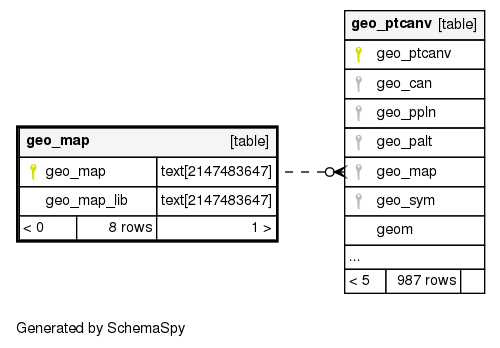 geo_ptcanv [table]
geo_ptcanv
geo_can
geo_ppln
geo_palt
geo_map
geo_sym
geom
...
< 5 987 rows
geo_map [table]
geo_map text[2147483647]
geo_map_lib text[2147483647]
< 0 8 rows 1 >
Generated by SchemaSpy